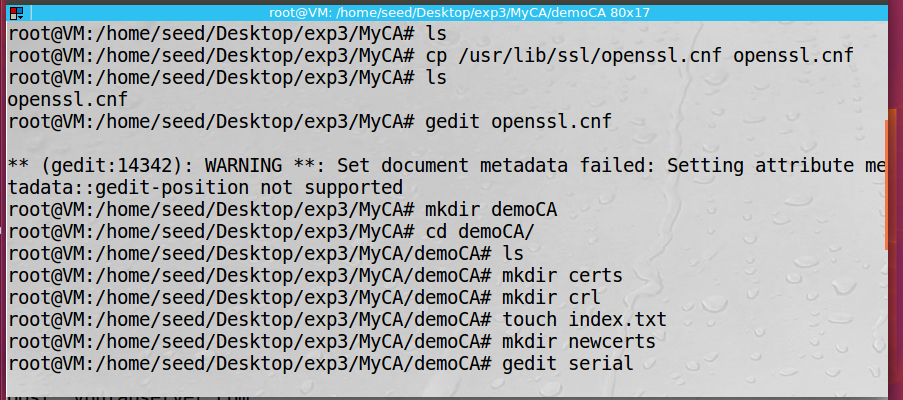 root@VM: /home/seed/Desktop/exp3/MyCA/demoCA 80x17
root@VM:/home/seed/Desktop/exp3/MyCA# ls
root@VM:/home/seed/Desktop/exp3/MyCA# cp /usr/lib/ssl/openssl.cnf openssl.cnf
root@VM:/home/seed/Desktop/exp3/MyCA# ls
openssl.cnf
root@VM:/home/seed/Desktop/exp3/MyCA# gedit openssl.cnf
** (gedit:14342): WARNING **: Set document metadata failed: Setting attribute me
tadata::gedit-position not supported
root@VM:/home/seed/Desktop/exp3/MyCA# mkdir demoCA
root@VM:/home/seed/Desktop/exp3/MyCA# cd demoCA/
root@VM:/home/seed/Desktop/exp3/MyCA/demoCA# ls
root@VM:/home/seed/Desktop/exp3/MyCA/demoCA# mkdir certs
root@VM:/home/seed/Desktop/exp3/MyCA/demoCA# mkdir crl
root@VM:/home/seed/Desktop/exp3/MyCA/demoCA# touch index.txt
root@VM:/home/seed/Desktop/exp3/MyCA/demoCA# mkdir newcerts
root@VM:/home/seed/Desktop/exp3/MyCA/demoCA# gedit serial